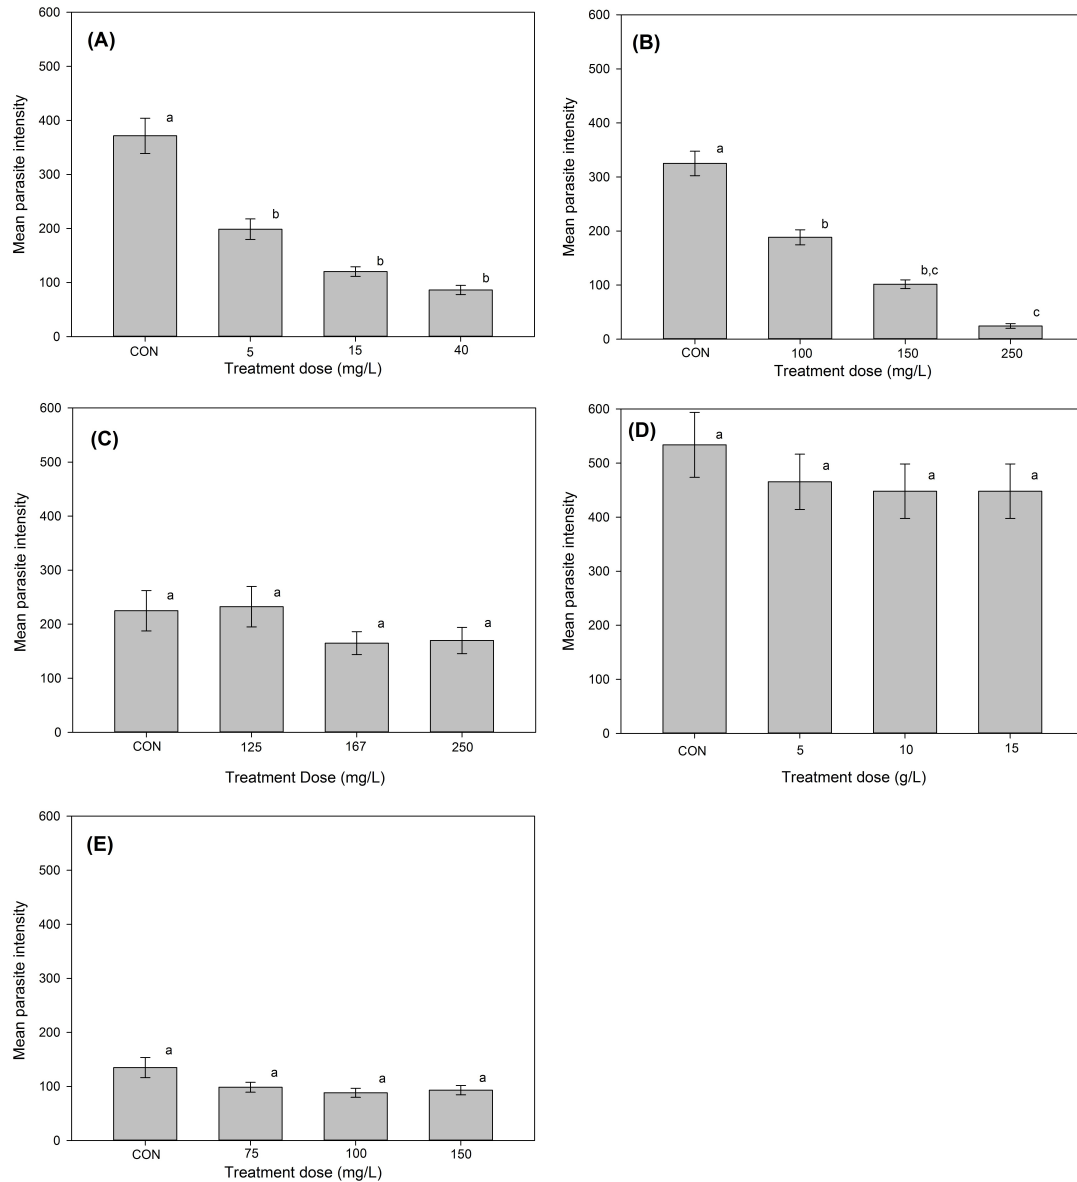 (A)
Mean parasite intensity
600
500
400
300
200
100
0
a
b
b
b
CON 5 15 40
Treatment dose (mg/L)
(B)
Mean parasite intensity
600
500
400
300
200
100
0
a
b
b,c
c
CON 100 150 250
Treatment dose (mg/L)
(C)
Mean parasite intensity
600
500
400
300
200
100
0
a
a
a
a
CON 125 167 250
Treatment Dose (mg/L)
(D)
Mean parasite intensity
600
500
400
300
200
100
0
a
a
a
a
CON 5 10 15
Treatment dose (g/L)
(E)
Mean parasite intensity
600
500
400
300
200
100
0
a
a
a
a
CON 75 100 150
Treatment dose (mg/L)